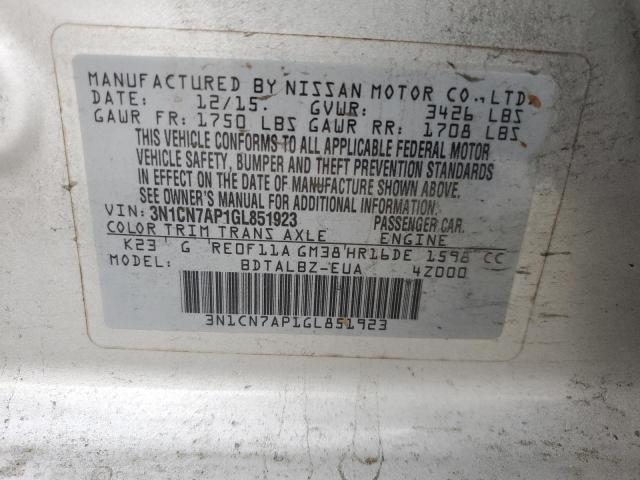 MANUFACTURED BY NISSAN MOTOR CO., LTD.
DATE: 12/15. GVWR: 3426 LBS
GAWR FR: 1750 LBS GAWR RR: 1708 LBS
THIS VEHICLE CONFORMS TO ALL APPLICABLE FEDERAL MOTOR
VEHICLE SAFETY, BUMPER AND THEFT PREVENTION STANDARDS
IN EFFECT ON THE DATE OF MANUFACTURE SHOWN ABOVE.
SEE OWNER'S MANUAL FOR ADDITIONAL INFORMATION.
VIN: 3N1CN7AP1GL851923 PASSENGER CAR.
COLOR TRIM TRANS AXLE ENGINE
K23 G RE0F11A GM38 HR16DE 1598 CC
BDTALBZ-EUA 4Z000
3N1CN7AP1GL851923